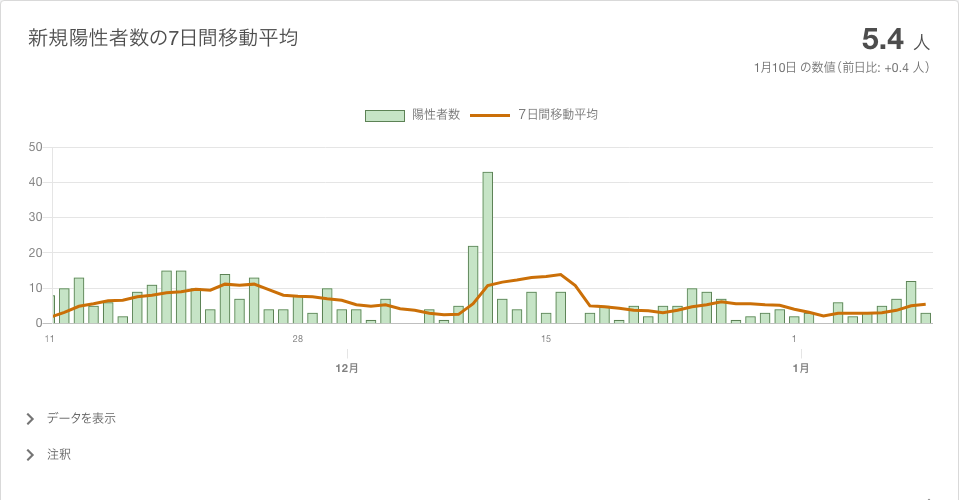 新規陽性者数の7日間移動平均
5.4 人
1月10日 の数値（前日比: +0.4 人）
陽性者数 7日間移動平均
50
40
30
20
10
0
11 28 15 1
12月 1月
データを表示
注釈